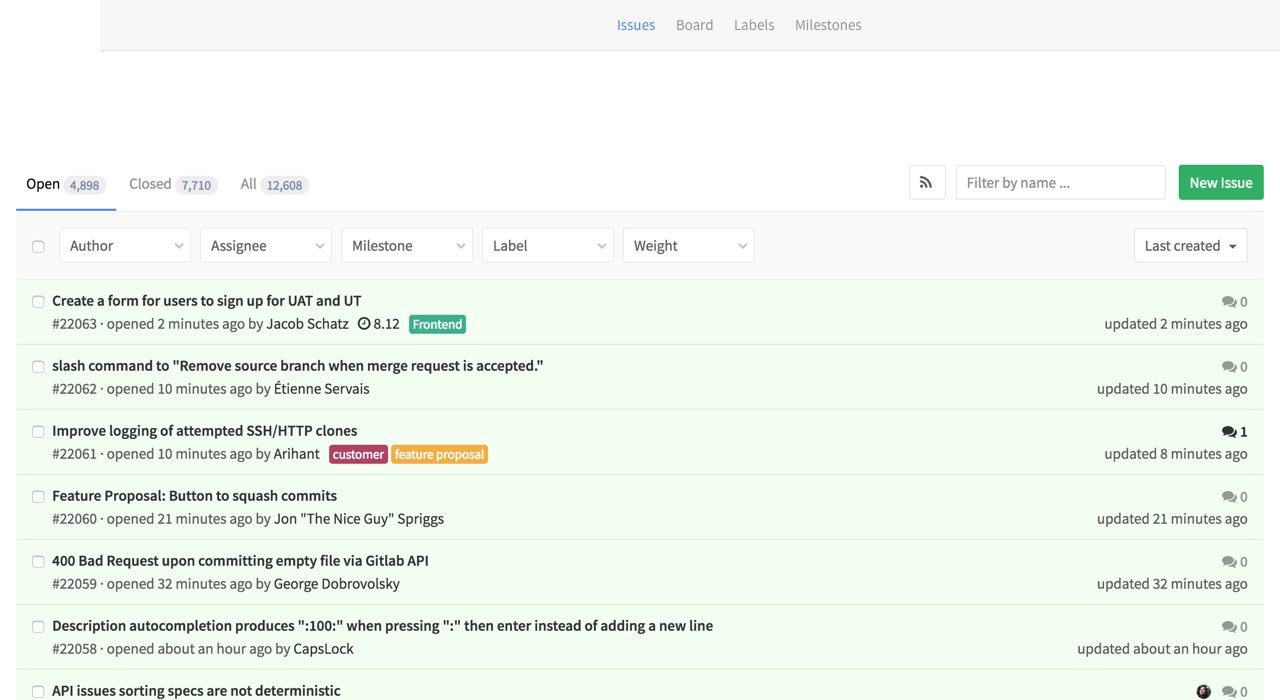 Issues Board Labels Milestones
Open 4,898 Closed 7,710 All 12,608 Filter by name ... New Issue
Author Assignee Milestone Label Weight Last created
Create a form for users to sign up for UAT and UT 0
#22063 · opened 2 minutes ago by Jacob Schatz 8.12 Frontend updated 2 minutes ago
slash command to "Remove source branch when merge request is accepted." 0
#22062 · opened 10 minutes ago by Étienne Servais updated 10 minutes ago
Improve logging of attempted SSH/HTTP clones 1
#22061 · opened 10 minutes ago by Arihant customer feature proposal updated 8 minutes ago
Feature Proposal: Button to squash commits 0
#22060 · opened 21 minutes ago by Jon "The Nice Guy" Spriggs updated 21 minutes ago
400 Bad Request upon committing empty file via Gitlab API 0
#22059 · opened 32 minutes ago by George Dobrovolsky updated 32 minutes ago
Description autocompletion produces ":100:" when pressing ":" then enter instead of adding a new line 0
#22058 · opened about an hour ago by CapsLock updated about an hour ago
API issues sorting specs are not deterministic 0